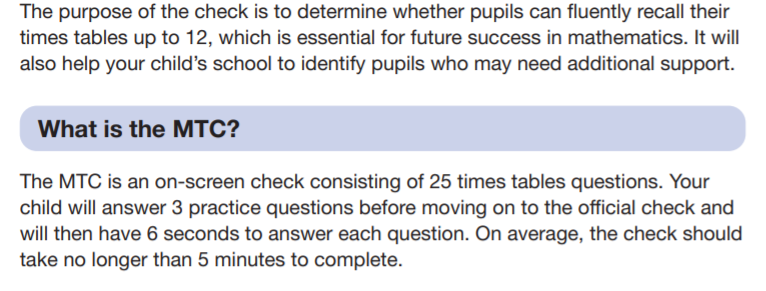 The purpose of the check is to determine whether pupils can fluently recall their
times tables up to 12, which is essential for future success in mathematics. It will
also help your child's school to identify pupils who may need additional support.
What is the MTC?
The MTC is an on-screen check consisting of 25 times tables questions. Your
child will answer 3 practice questions before moving on to the official check and
will then have 6 seconds to answer each question. On average, the check should
take no longer than 5 minutes to complete.